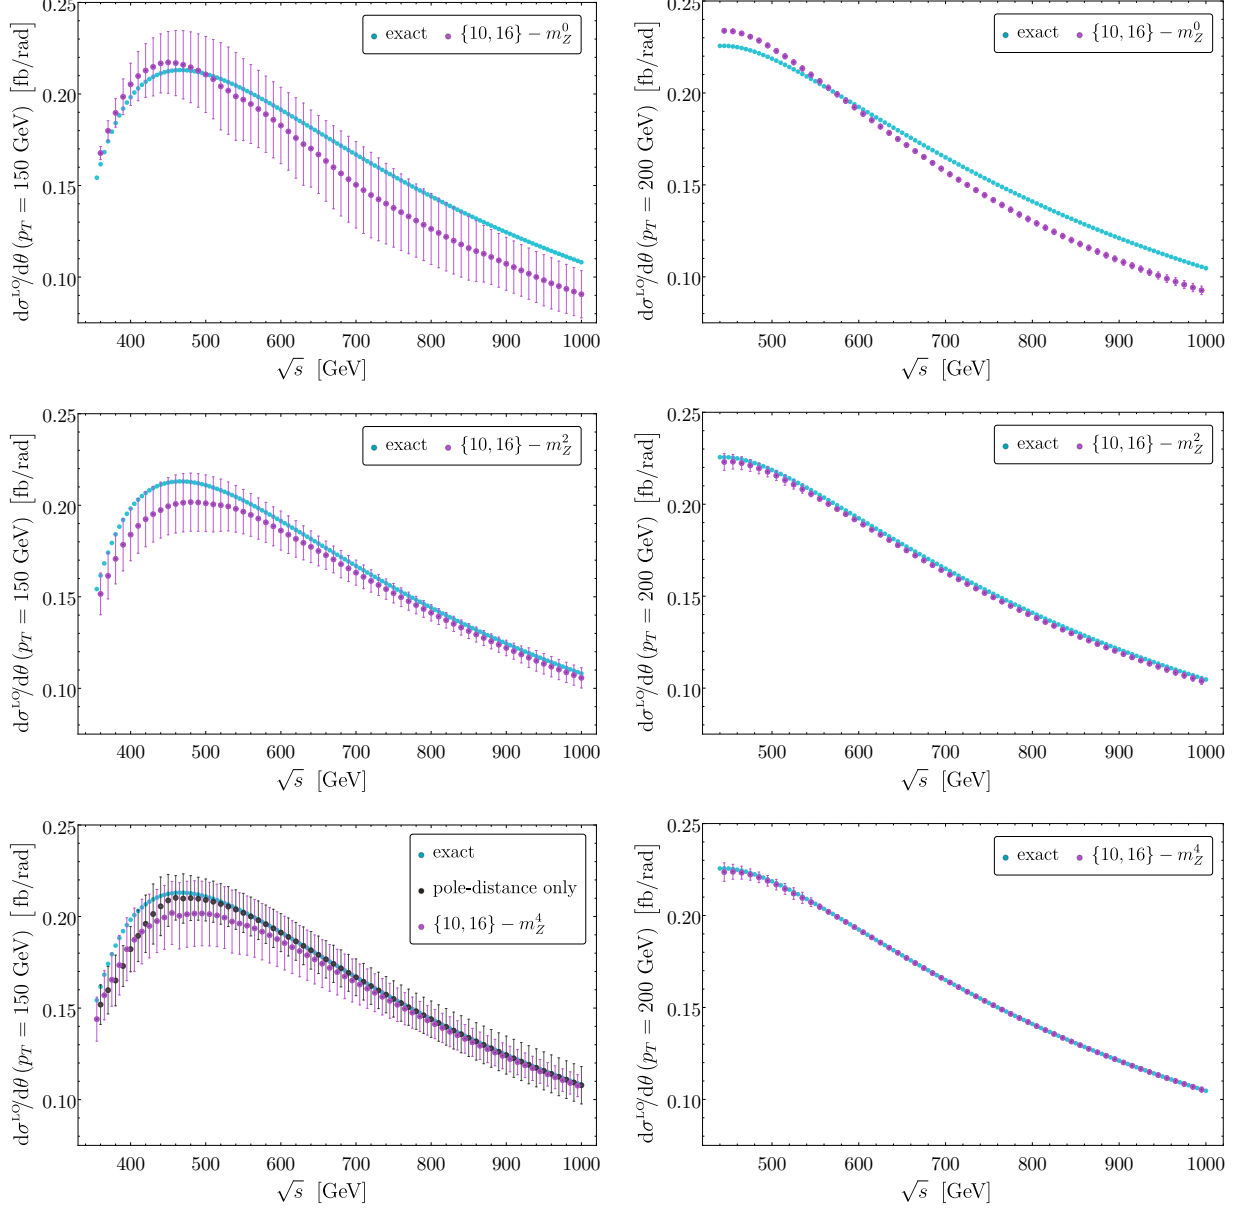 dσ^LO/dθ (p_T = 150 GeV) [fb/rad]
0.25
0.20
0.15
0.10
exact {10, 16} − m_Z^0
400 500 600 700 800 900 1000
√s [GeV]
dσ^LO/dθ (p_T = 200 GeV) [fb/rad]
0.25
0.20
0.15
0.10
exact {10, 16} − m_Z^0
500 600 700 800 900 1000
√s [GeV]
dσ^LO/dθ (p_T = 150 GeV) [fb/rad]
0.25
0.20
0.15
0.10
exact {10, 16} − m_Z^2
400 500 600 700 800 900 1000
√s [GeV]
dσ^LO/dθ (p_T = 200 GeV) [fb/rad]
0.25
0.20
0.15
0.10
exact {10, 16} − m_Z^2
500 600 700 800 900 1000
√s [GeV]
dσ^LO/dθ (p_T = 150 GeV) [fb/rad]
0.25
0.20
0.15
0.10
exact
pole-distance only
{10, 16} − m_Z^4
400 500 600 700 800 900 1000
√s [GeV]
dσ^LO/dθ (p_T = 200 GeV) [fb/rad]
0.25
0.20
0.15
0.10
exact {10, 16} − m_Z^4
500 600 700 800 900 1000
√s [GeV]